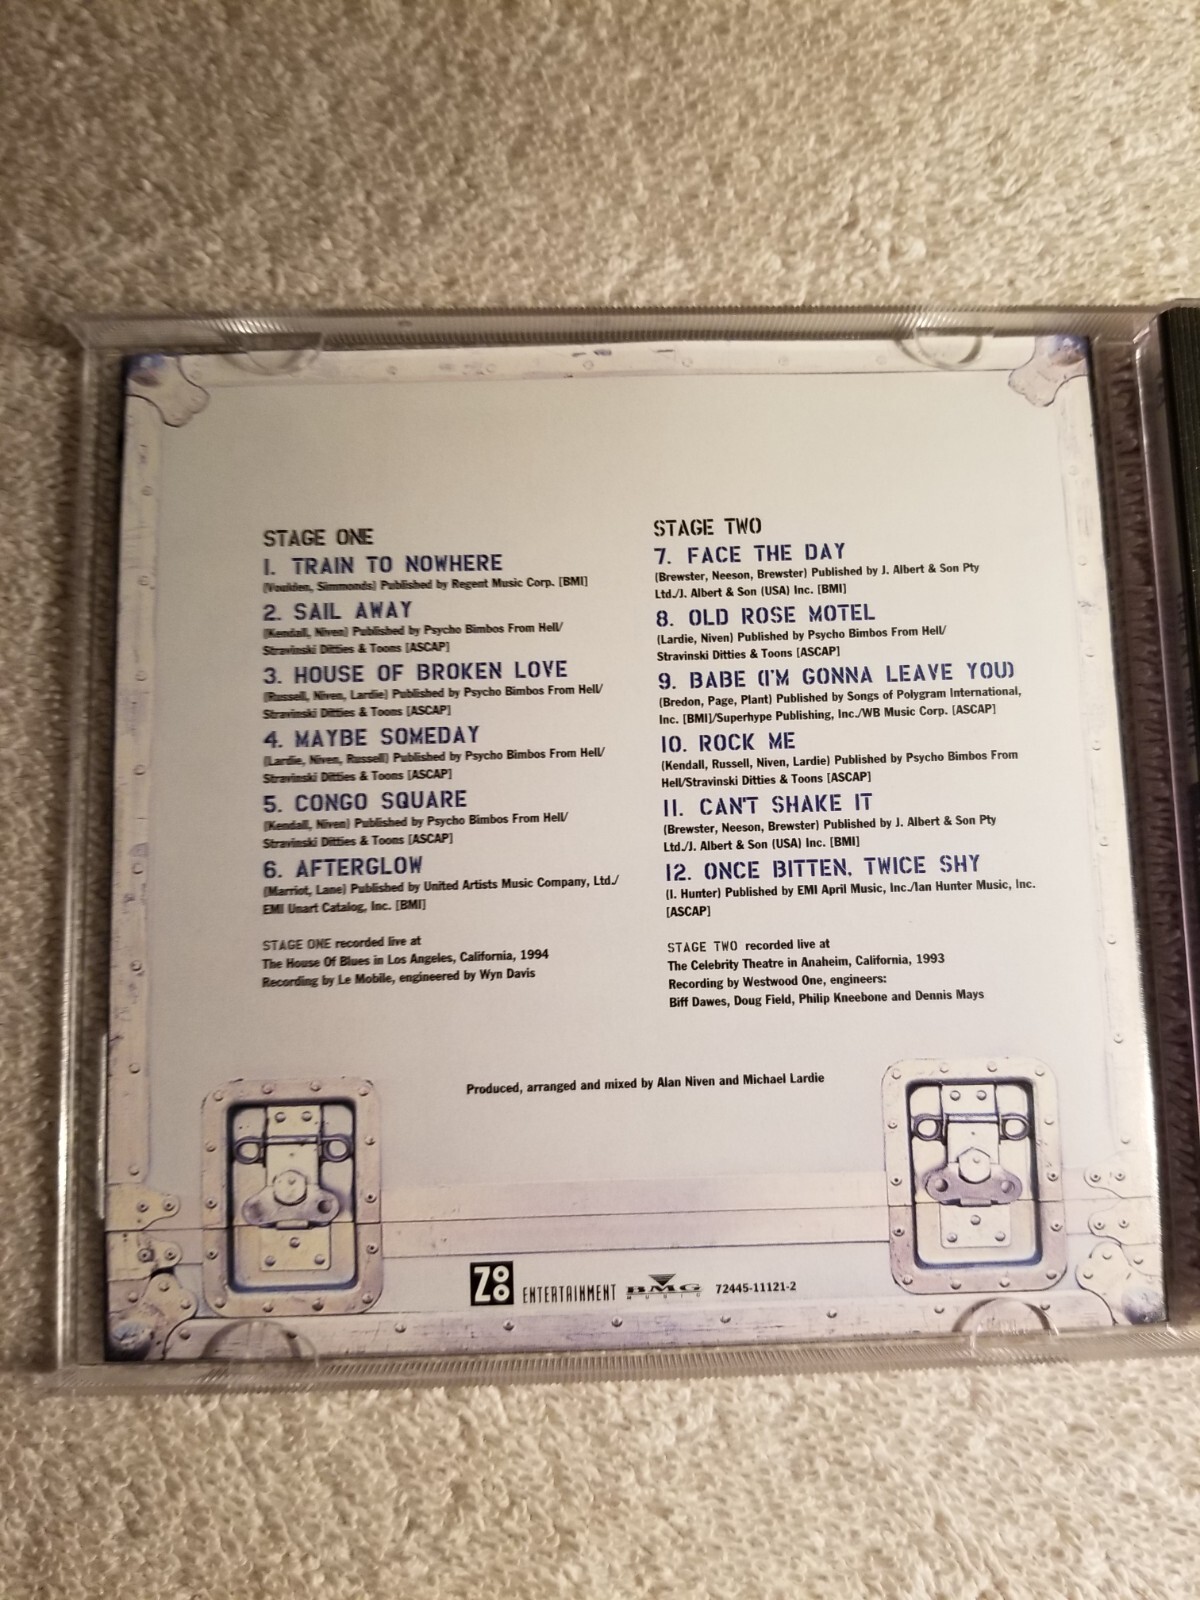 STAGE ONE
1. TRAIN TO NOWHERE
(Voulden, Simmonds) Published by Regent Music Corp. [BMI]
2. SAIL AWAY
(Kendall, Niven) Published by Psycho Bimbos From Hell/
Stravinski Ditties & Toons [ASCAP]
3. HOUSE OF BROKEN LOVE
(Russell, Niven, Lardie) Published by Psycho Bimbos From Hell/
Stravinski Ditties & Toons [ASCAP]
4. MAYBE SOMEDAY
(Lardie, Niven, Russell) Published by Psycho Bimbos From Hell/
Stravinski Ditties & Toons [ASCAP]
5. CONGO SQUARE
(Kendall, Niven) Published by Psycho Bimbos From Hell/
Stravinski Ditties & Toons [ASCAP]
6. AFTERGLOW
(Marriot, Lane) Published by United Artists Music Company, Ltd./
EMI Unart Catalog, Inc. [BMI]
STAGE ONE recorded live at
The House Of Blues in Los Angeles, California, 1994
Recording by Le Mobile, engineered by Wyn Davis
STAGE TWO
7. FACE THE DAY
(Brewster, Neeson, Brewster) Published by J. Albert & Son Pty
Ltd./J. Albert & Son (USA) Inc. [BMI]
8. OLD ROSE MOTEL
(Lardie, Niven) Published by Psycho Bimbos From Hell/
Stravinski Ditties & Toons [ASCAP]
9. BABE (I'M GONNA LEAVE YOU)
(Bredon, Page, Plant) Published by Songs of Polygram International,
Inc. [BMI]/Superhype Publishing, Inc./WB Music Corp. [ASCAP]
10. ROCK ME
(Kendall, Russell, Niven, Lardie) Published by Psycho Bimbos From
Hell/Stravinski Ditties & Toons [ASCAP]
11. CAN'T SHAKE IT
(Brewster, Neeson, Brewster) Published by J. Albert & Son Pty
Ltd./J. Albert & Son (USA) Inc. [BMI]
12. ONCE BITTEN, TWICE SHY
(I. Hunter) Published by EMI April Music, Inc./Ian Hunter Music, Inc.
[ASCAP]
STAGE TWO recorded live at
The Celebrity Theatre in Anaheim, California, 1993
Recording by Westwood One, engineers:
Biff Dawes, Doug Field, Philip Kneebone and Dennis Mays
Produced, arranged and mixed by Alan Niven and Michael Lardie
ZOO ENTERTAINMENT BMG MUSIC 72445-11121-2